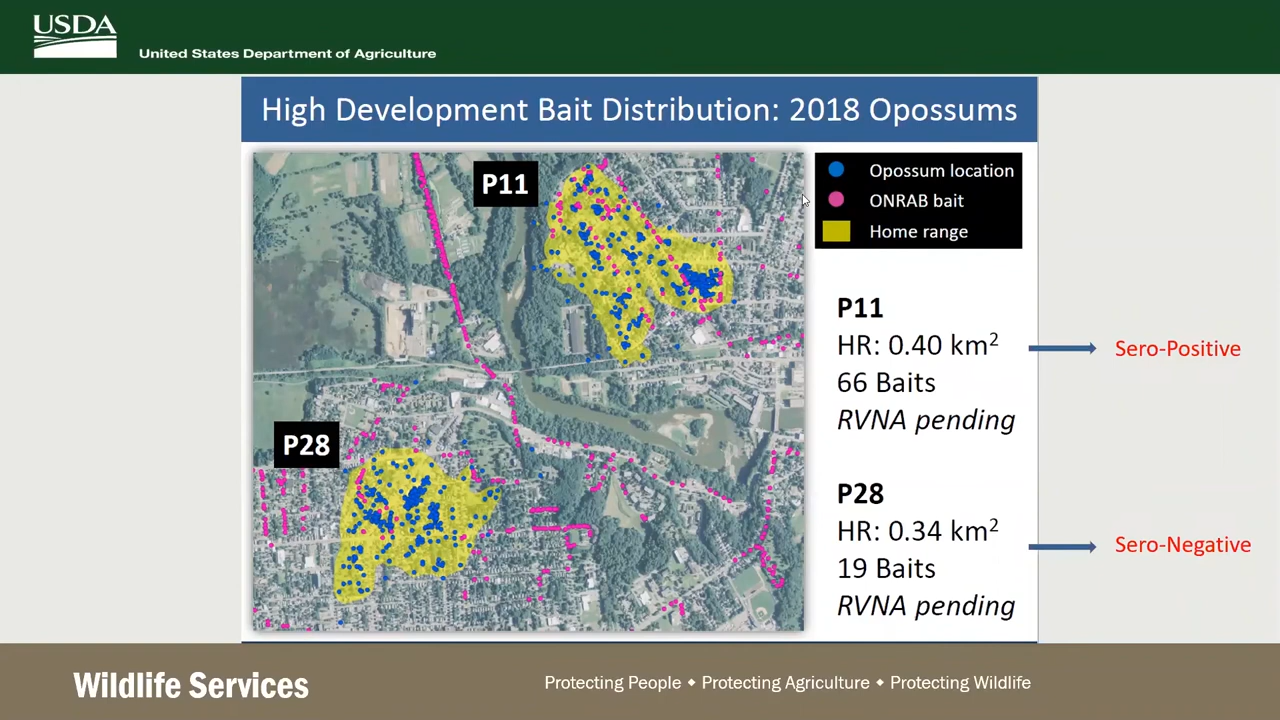 USDA
United States Department of Agriculture
High Development Bait Distribution: 2018 Opossums
P11
P28
Opossum location
ONRAB bait
Home range
P11
HR: 0.40 km²
66 Baits
RVNA pending
Sero-Positive
P28
HR: 0.34 km²
19 Baits
RVNA pending
Sero-Negative
Wildlife Services
Protecting People ⬥ Protecting Agriculture ⬥ Protecting Wildlife